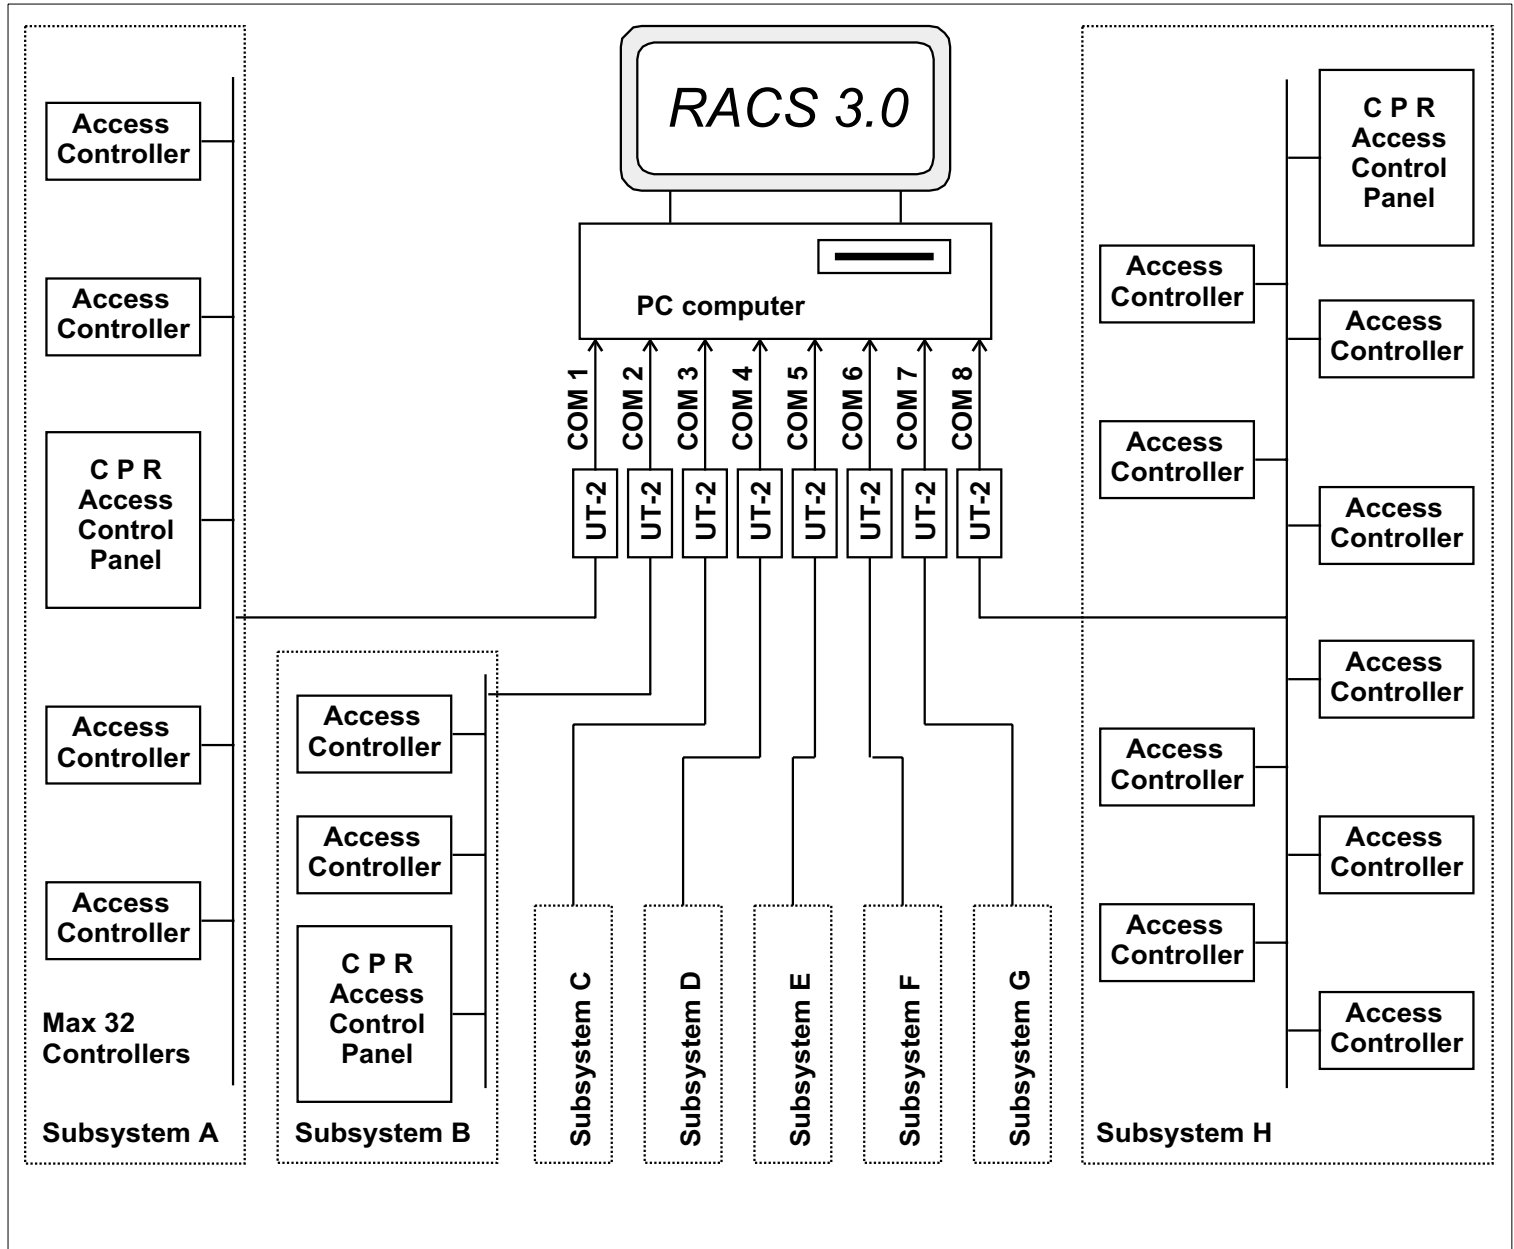 RACS 3.0
PC computer
COM 1
COM 2
COM 3
COM 4
COM 5
COM 6
COM 7
COM 8
UT-2
UT-2
UT-2
UT-2
UT-2
UT-2
UT-2
UT-2
Access
Controller
Access
Controller
C P R
Access
Control
Panel
Access
Controller
Access
Controller
Max 32
Controllers
Subsystem A
Access
Controller
Access
Controller
C P R
Access
Control
Panel
Subsystem B
Subsystem C
Subsystem D
Subsystem E
Subsystem F
Subsystem G
C P R
Access
Control
Panel
Access
Controller
Access
Controller
Access
Controller
Access
Controller
Access
Controller
Access
Controller
Access
Controller
Access
Controller
Access
Controller
Subsystem H